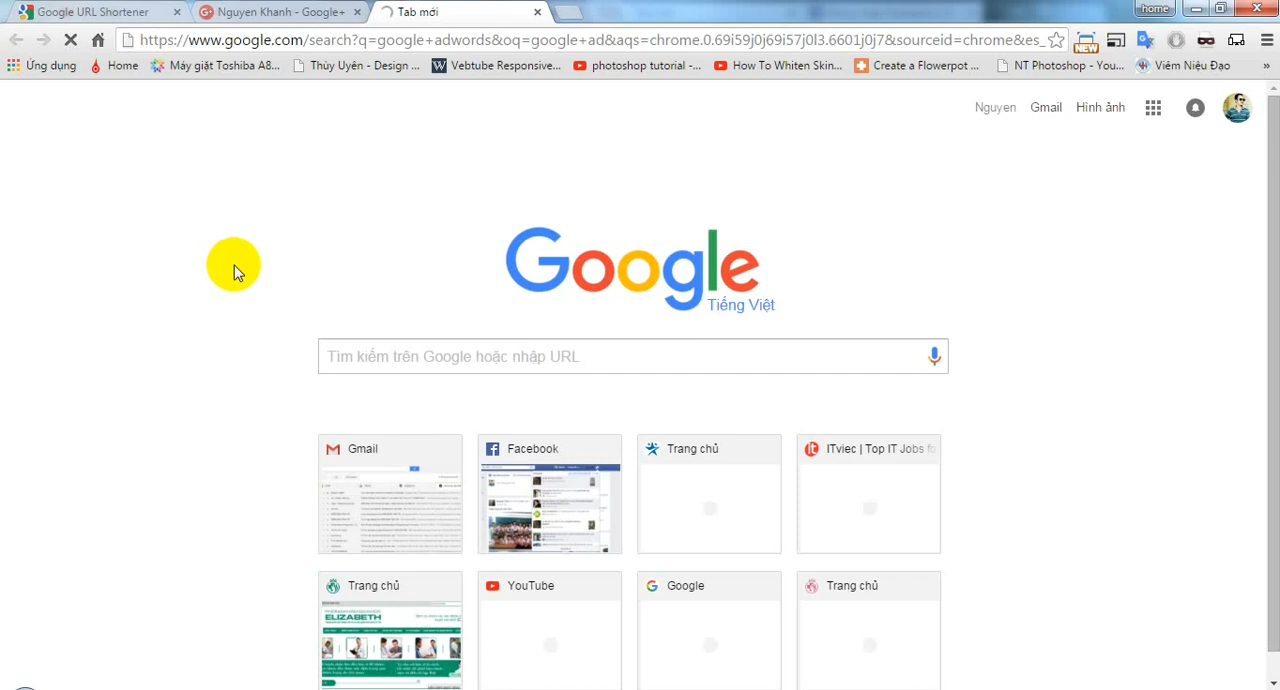 Google URL Shortener
Nguyen Khanh - Google+
Tab mới
home
https://www.google.com/search?q=google+adwords&oq=google+ad&aqs=chrome.0.69i59j0j69i57j0l3.6601j0j7&sourceid=chrome&es_
NEW
Ứng dụng
Home
Máy giặt Toshiba A8...
Thùy Uyên - Design ...
Vebtube Responsive...
photoshop tutorial -...
How To Whiten Skin...
Create a Flowerpot ...
NT Photoshop - You...
Viêm Niệu Đạo
»
Nguyen
Gmail
Hình ảnh
Google
Tiếng Việt
Tìm kiếm trên Google hoặc nhập URL
Gmail
Facebook
Trang chủ
ITviec | Top IT Jobs fo
Trang chủ
YouTube
Google
Trang chủ
ELIZABETH